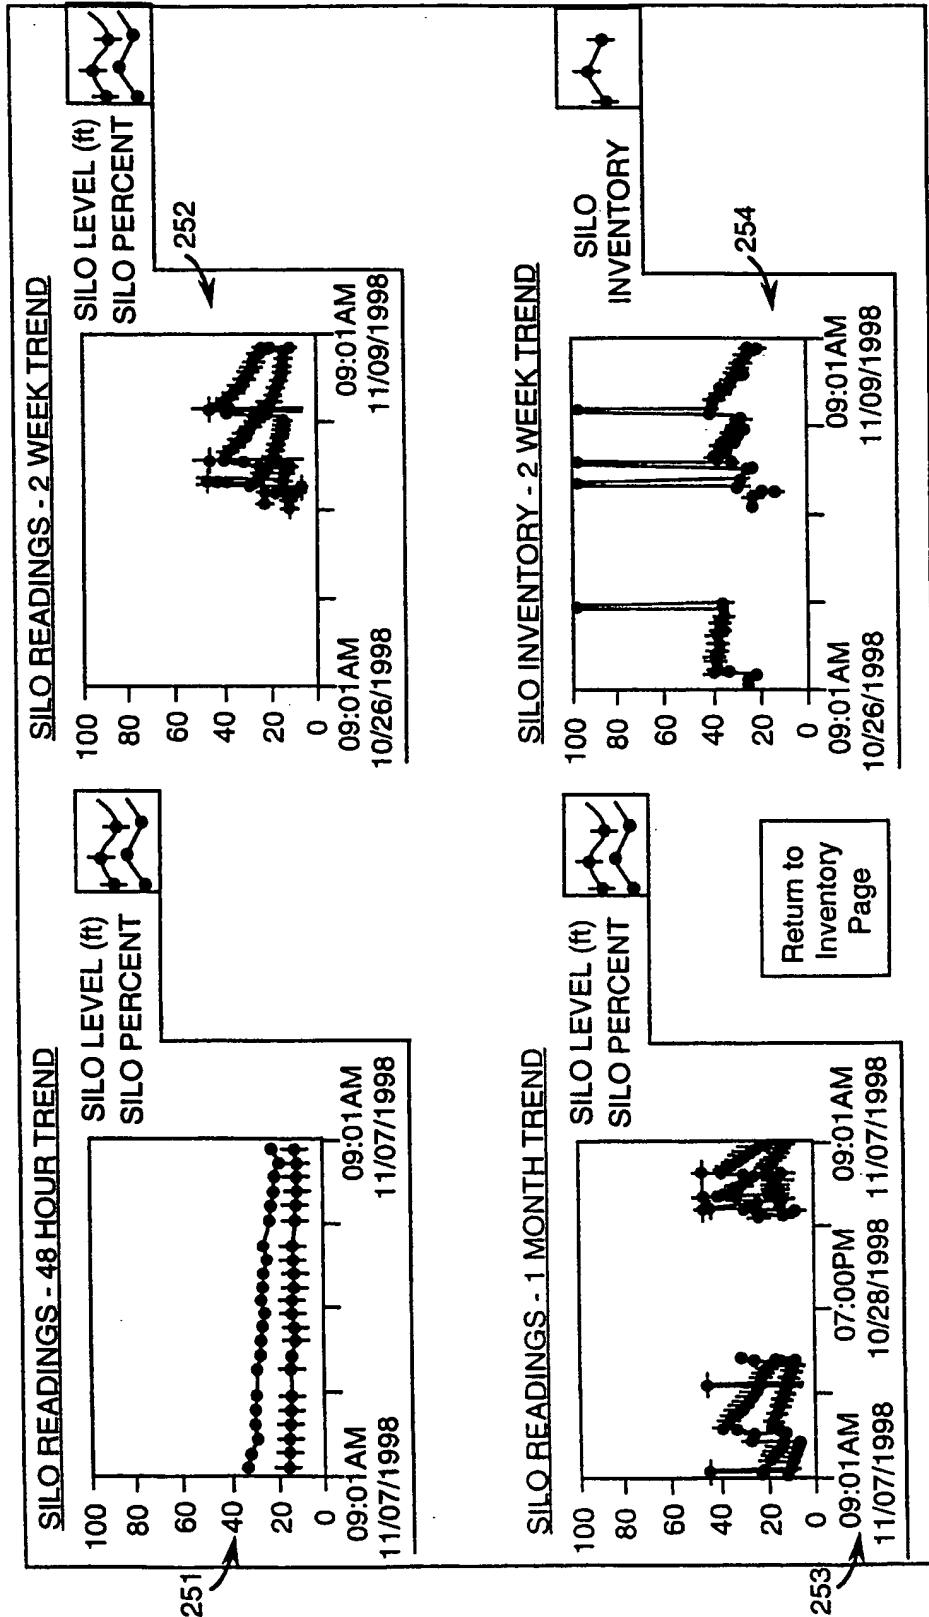 SILO READINGS - 48 HOUR TREND
SILO LEVEL (ft)
SILO PERCENT
100
80
60
40
20
0
09:01AM
11/07/1998
09:01AM
11/07/1998
251
SILO READINGS - 2 WEEK TREND
SILO LEVEL (ft)
SILO PERCENT
252
100
80
60
40
20
0
09:01AM
10/26/1998
09:01AM
11/09/1998
SILO READINGS - 1 MONTH TREND
SILO LEVEL (ft)
SILO PERCENT
100
80
60
40
20
0
09:01AM
11/07/1998
07:00PM
10/28/1998
09:01AM
11/07/1998
253
Return to
Inventory
Page
SILO INVENTORY - 2 WEEK TREND
SILO
INVENTORY
254
100
80
60
40
20
0
09:01AM
10/26/1998
09:01AM
11/09/1998